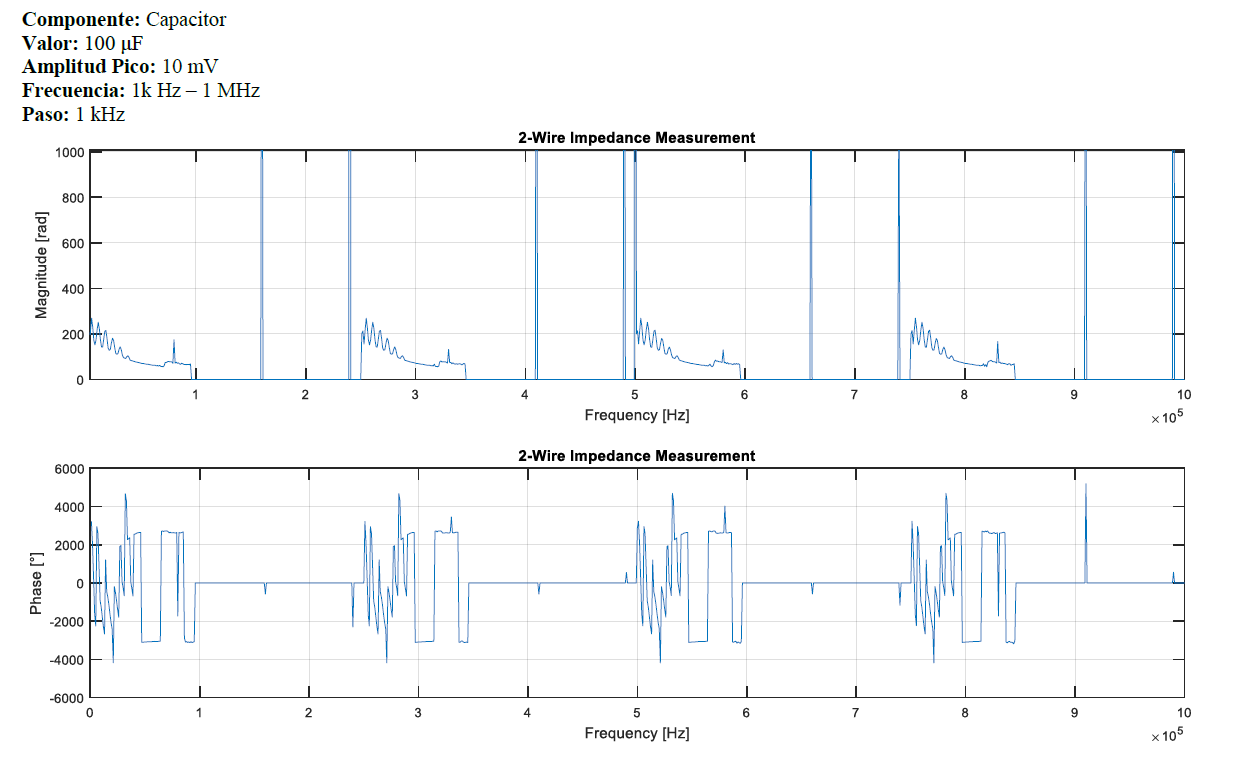 Componente: Capacitor
Valor: 100 µF
Amplitud Pico: 10 mV
Frecuencia: 1k Hz – 1 MHz
Paso: 1 kHz
2-Wire Impedance Measurement
Magnitude [rad]
1000
800
600
400
200
0
1 2 3 4 5 6 7 8 9 10
Frequency [Hz]
×10^5
2-Wire Impedance Measurement
Phase [°]
6000
4000
2000
0
-2000
-4000
-6000
0 1 2 3 4 5 6 7 8 9 10
Frequency [Hz]
×10^5